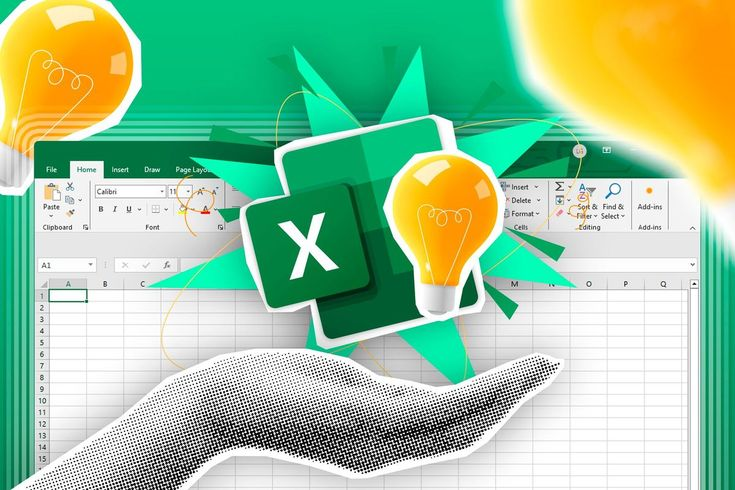 File Home Insert Draw Page Layou
Paste
Calibri 11 A A
B I U A
Clipboard Font
X
Insert
Delete
Format
Cells
Σ A Z
Sort & Find &
Filter Select
Editing
Add-ins
Add-ins
A1 fx
A B C M N O P Q
1
2
3
4
5
6
7
8
9
10
11
12
13
14
15